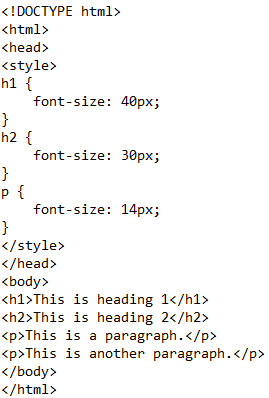 <!DOCTYPE html>
<html>
<head>
<style>
h1 {
    font-size: 40px;
}
h2 {
    font-size: 30px;
}
p {
    font-size: 14px;
}
</style>
</head>
<body>
<h1>This is heading 1</h1>
<h2>This is heading 2</h2>
<p>This is a paragraph.</p>
<p>This is another paragraph.</p>
</body>
</html>